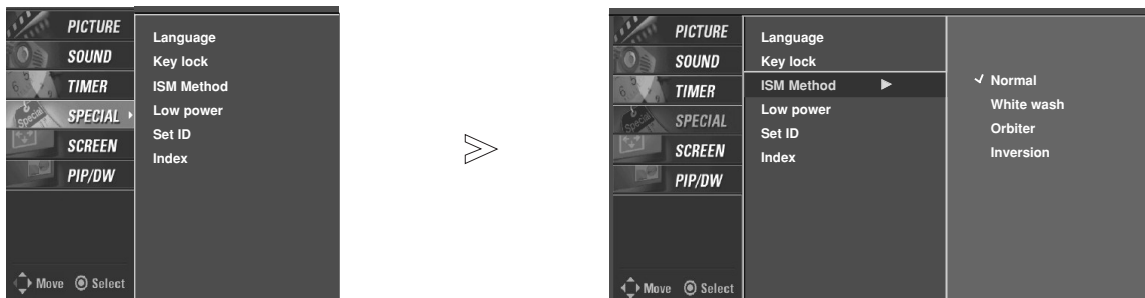 PICTURE
SOUND
TIMER
SPECIAL
SCREEN
PIP/DW
Move Select
Language
Key lock
ISM Method
Low power
Set ID
Index
PICTURE
SOUND
TIMER
SPECIAL
SCREEN
PIP/DW
Move Select
Language
Key lock
ISM Method ▶
Low power
Set ID
Index
✓ Normal
White wash
Orbiter
Inversion